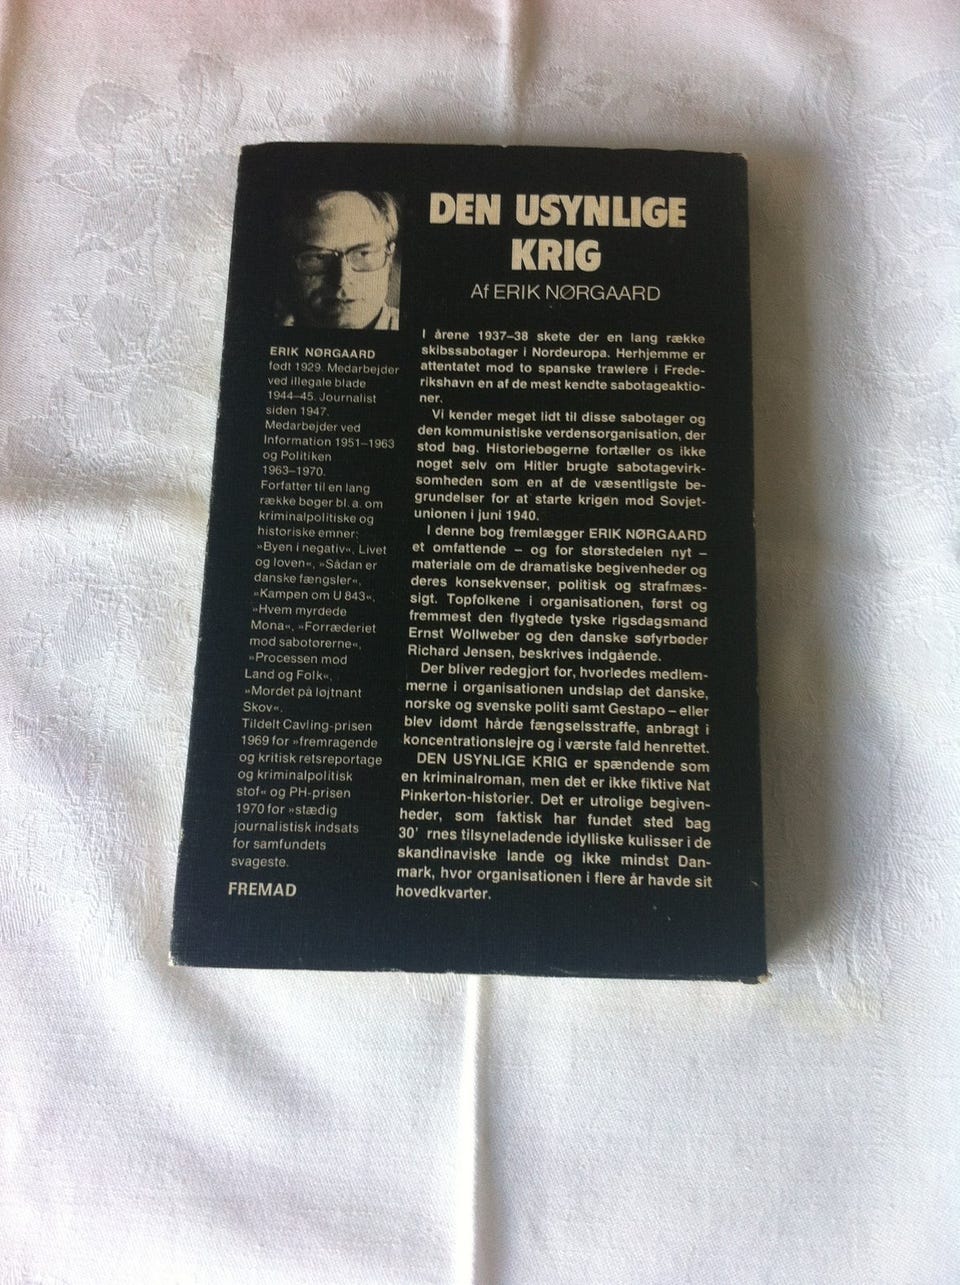 DEN USYNLIGE
KRIG
Af ERIK NØRGAARD
ERIK NØRGAARD
født 1929. Medarbejder
ved illegale blade
1944–45. Journalist
siden 1947.
Medarbejder ved
Information 1951–1963
og Politiken
1963–1970.
Forfatter til en lang
række bøger bl. a. om
kriminalpolitiske og
historiske emner:
»Byen i negativ«, Livet
og loven«, »Sådan er
danske fængsler«,
»Kampen om U 843«,
»Hvem myrdede
Mona«, »Forræderiet
mod sabotørerne«,
»Processen mod
Land og Folk«,
»Mordet på løjtnant
Skov«.
Tildelt Cavling-prisen
1969 for »fremragende
og kritisk retsreportage
og kriminalpolitisk
stof« og PH-prisen
1970 for »stædig
journalistisk indsats
for samfundets
svageste.
FREMAD
I årene 1937–38 skete der en lang række
skibssabotager i Nordeuropa. Herhjemme er
attentatet mod to spanske trawlere i Frede-
rikshavn en af de mest kendte sabotageaktio-
ner.
Vi kender meget lidt til disse sabotager og
den kommunistiske verdensorganisation, der
stod bag. Historiebøgerne fortæller os ikke
noget selv om Hitler brugte sabotagevirk-
somheden som en af de væsentligste be-
grundelser for at starte krigen mod Sovjet-
unionen i juni 1940.
I denne bog fremlægger ERIK NØRGAARD
et omfattende – og for størstedelen nyt –
materiale om de dramatiske begivenheder og
deres konsekvenser, politisk og strafmæs-
sigt. Topfolkene i organisationen, først og
fremmest den flygtede tyske rigsdagsmand
Ernst Wollweber og den danske søfyrbøder
Richard Jensen, beskrives indgående.
Der bliver redegjort for, hvorledes medlem-
merne i organisationen undslap det danske,
norske og svenske politi samt Gestapo – eller
blev idømt hårde fængselsstraffe, anbragt i
koncentrationslejre og i værste fald henrettet.
DEN USYNLIGE KRIG er spændende som
en kriminalroman, men det er ikke fiktive Nat
Pinkerton-historier. Det er utrolige begiven-
heder, som faktisk har fundet sted bag
30' rnes tilsyneladende idylliske kulisser i de
skandinaviske lande og ikke mindst Dan-
mark, hvor organisationen i flere år havde sit
hovedkvarter.